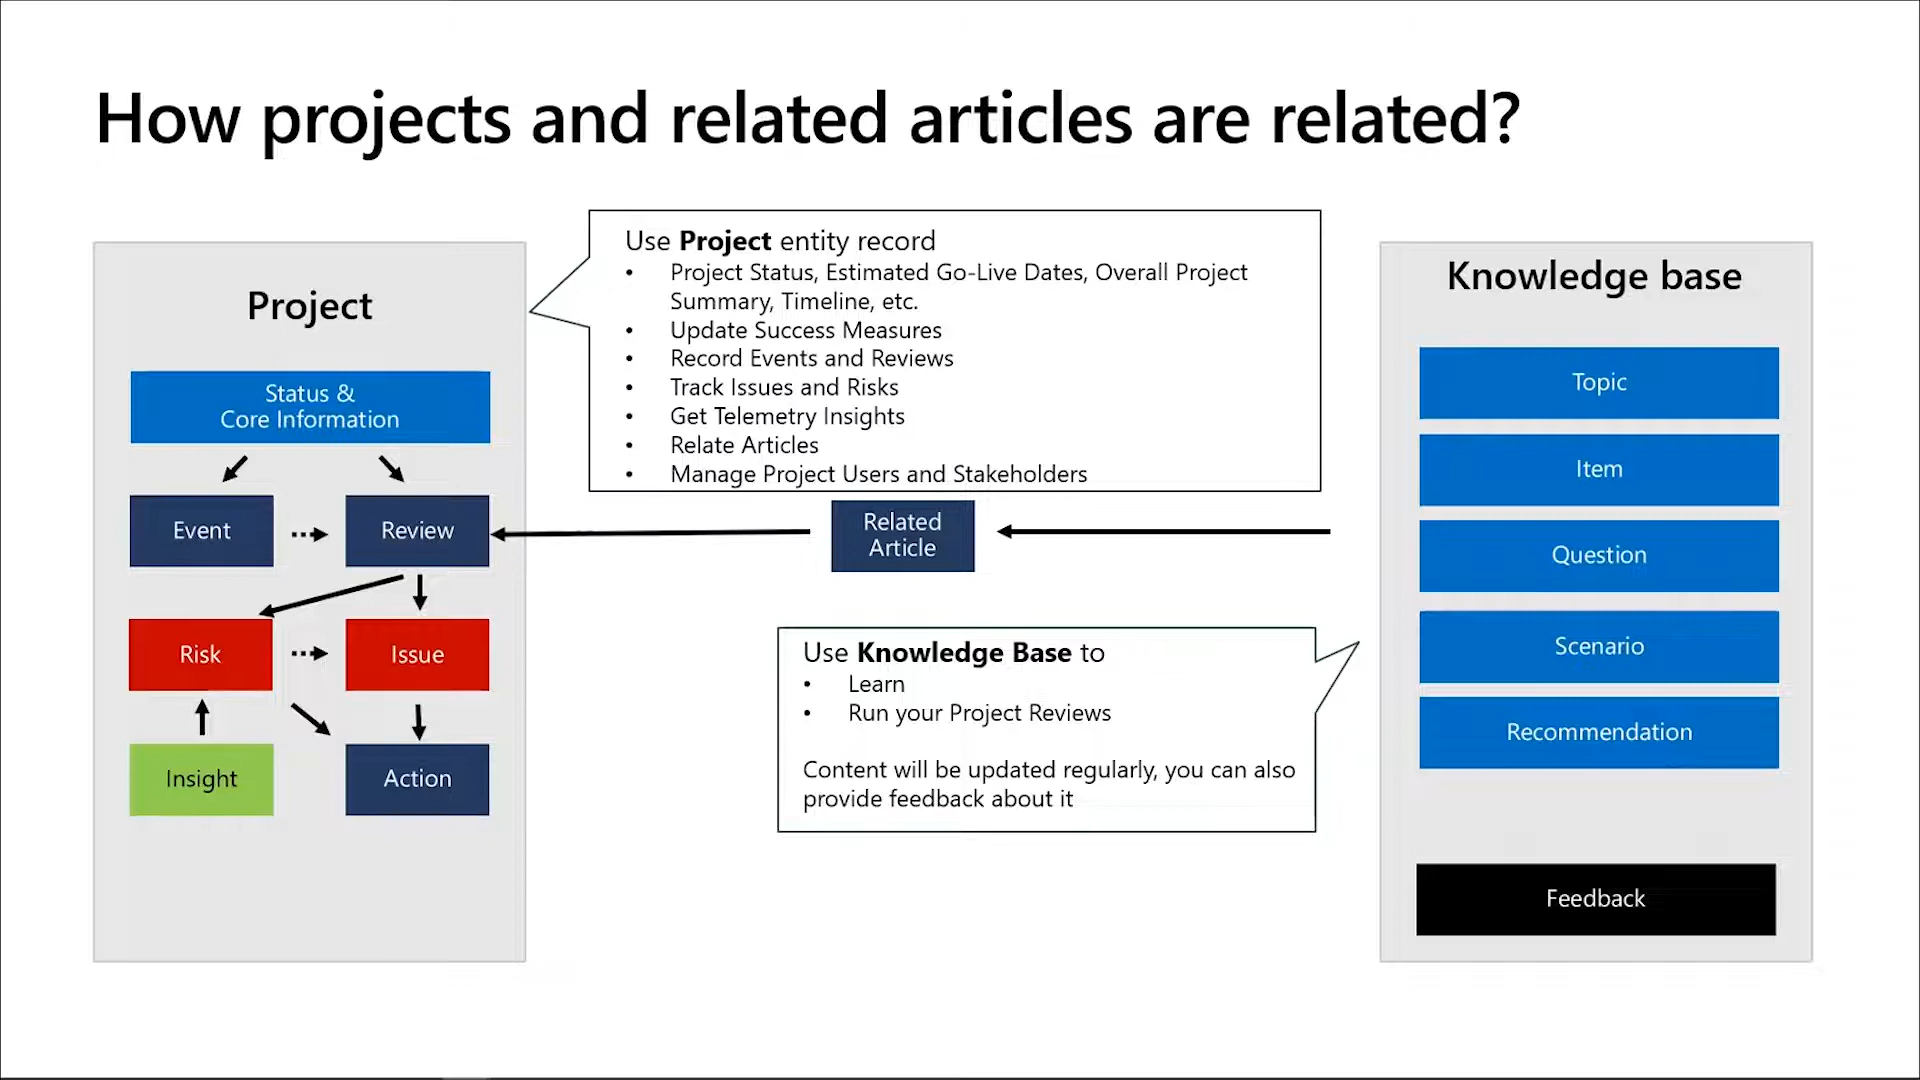 How projects and related articles are related?
Project
Status &
Core Information
Event
Review
Risk
Issue
Insight
Action
Use Project entity record
• Project Status, Estimated Go-Live Dates, Overall Project
Summary, Timeline, etc.
• Update Success Measures
• Record Events and Reviews
• Track Issues and Risks
• Get Telemetry Insights
• Relate Articles
• Manage Project Users and Stakeholders
Related
Article
Use Knowledge Base to
• Learn
• Run your Project Reviews
Content will be updated regularly, you can also
provide feedback about it
Knowledge base
Topic
Item
Question
Scenario
Recommendation
Feedback